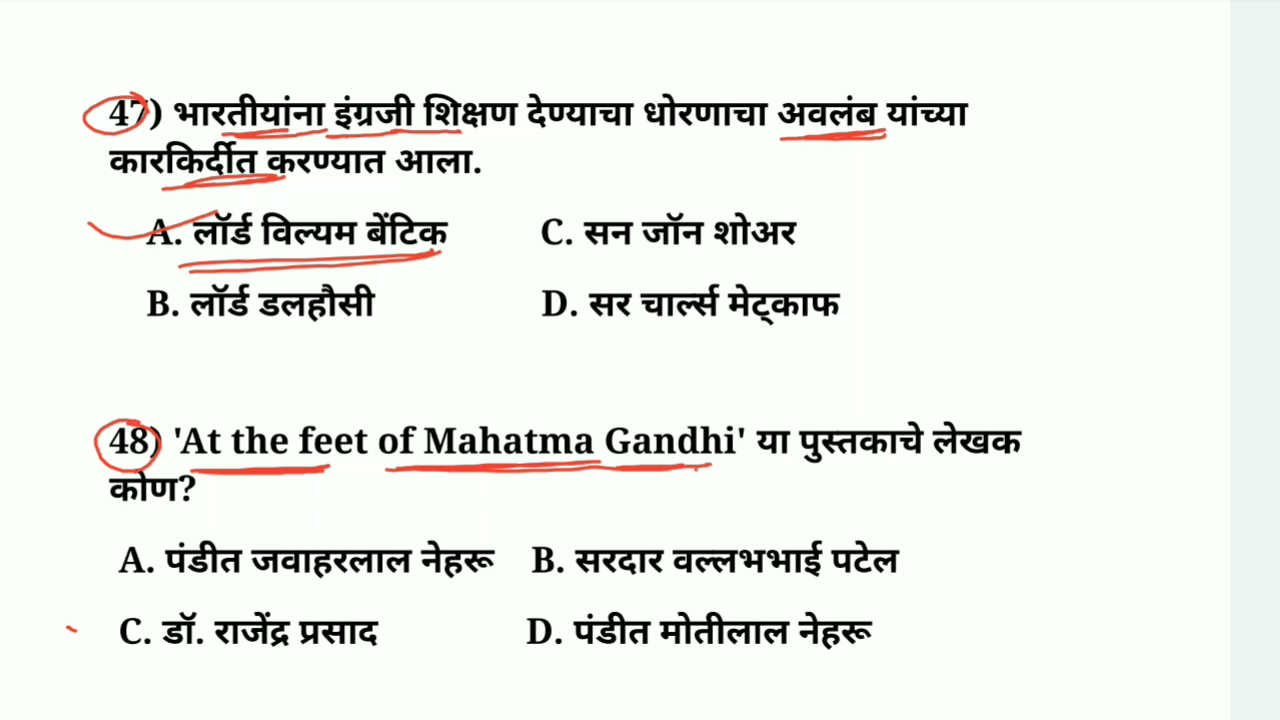 47) भारतीयांना इंग्रजी शिक्षण देण्याचा धोरणाचा अवलंब यांच्या
कारकिर्दीत करण्यात आला.
A. लॉर्ड विल्यम बेंटिक C. सन जॉन शोअर
B. लॉर्ड डलहौसी D. सर चार्ल्स मेट्काफ
48) 'At the feet of Mahatma Gandhi' या पुस्तकाचे लेखक
कोण?
A. पंडीत जवाहरलाल नेहरू B. सरदार वल्लभभाई पटेल
C. डॉ. राजेंद्र प्रसाद D. पंडीत मोतीलाल नेहरू